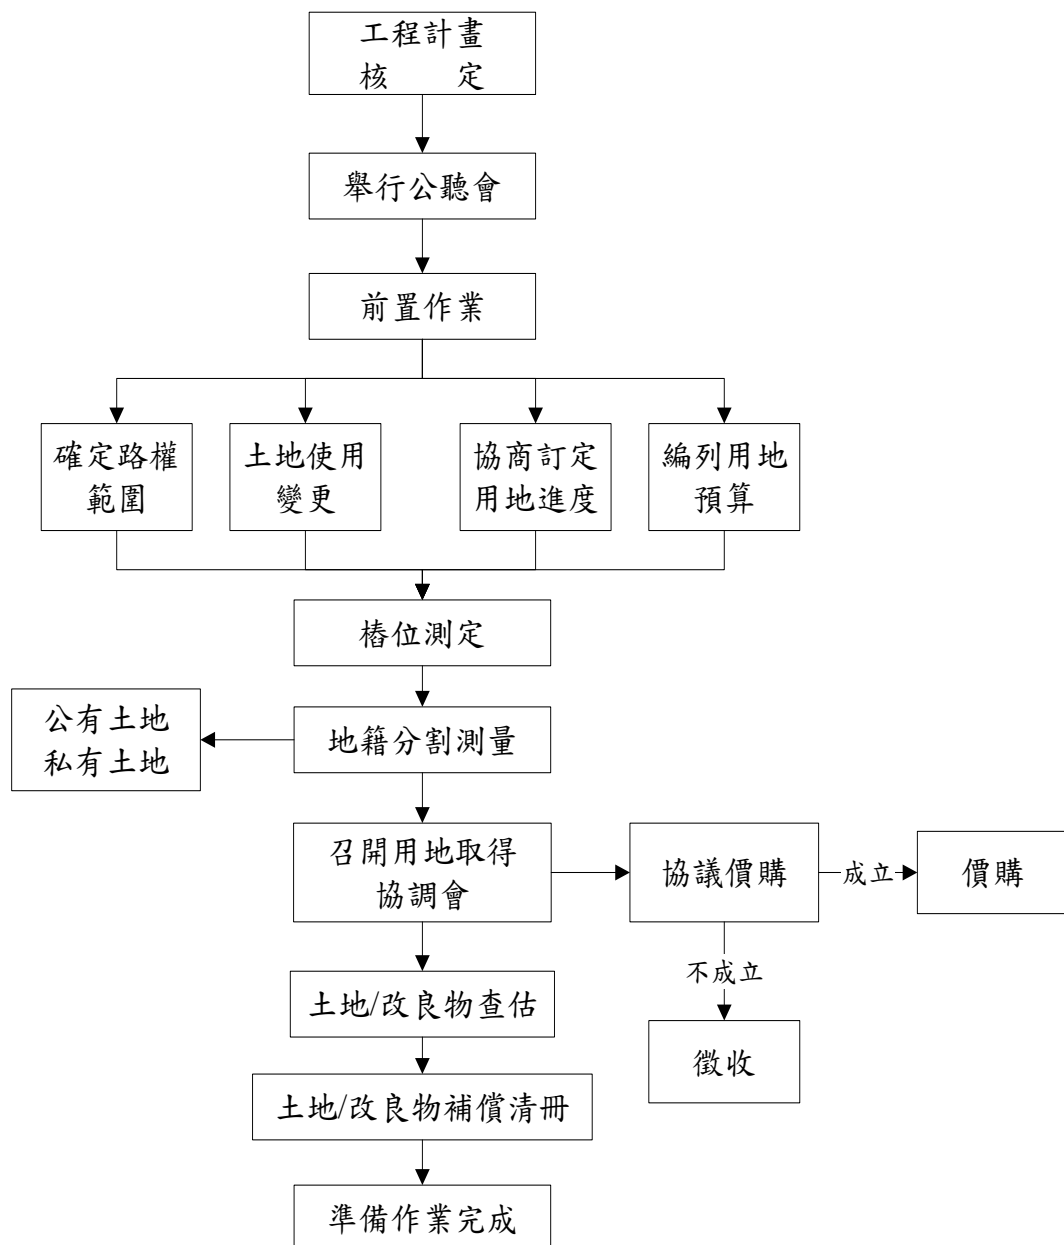 工程計畫
核　　定
舉行公聽會
前置作業
確定路權
範圍
土地使用
變更
協商訂定
用地進度
編列用地
預算
樁位測定
公有土地
私有土地
地籍分割測量
召開用地取得
協調會
協議價購
成立
價購
不成立
徵收
土地/改良物查估
土地/改良物補償清冊
準備作業完成